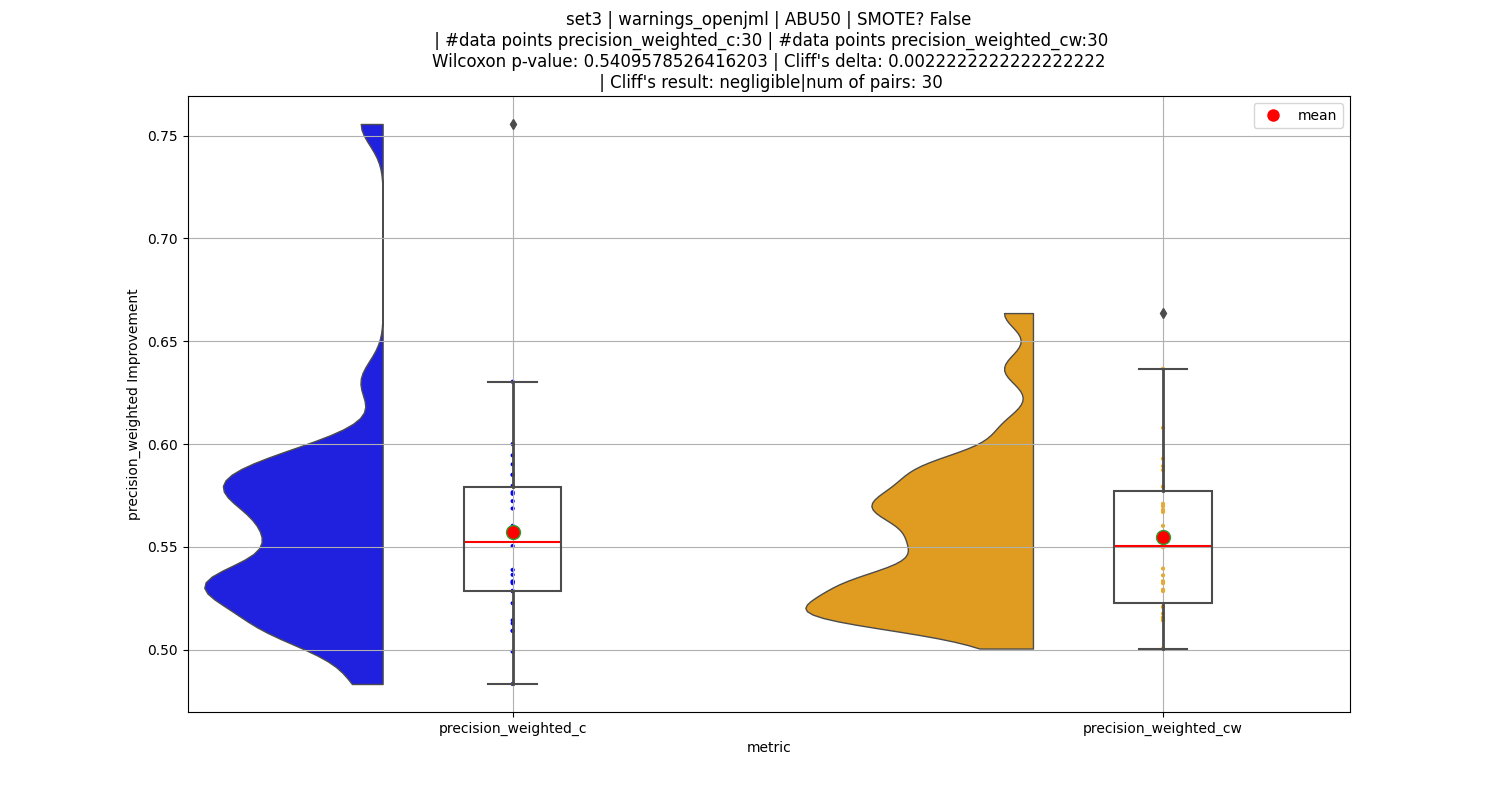 set3 | warnings_openjml | ABU50 | SMOTE? False
| #data points precision_weighted_c:30 | #data points precision_weighted_cw:30
Wilcoxon p-value: 0.5409578526416203 | Cliff's delta: 0.0022222222222222222
| Cliff's result: negligible|num of pairs: 30
mean
0.75
0.70
0.65
0.60
0.55
0.50
precision_weighted Improvement
precision_weighted_c
precision_weighted_cw
metric